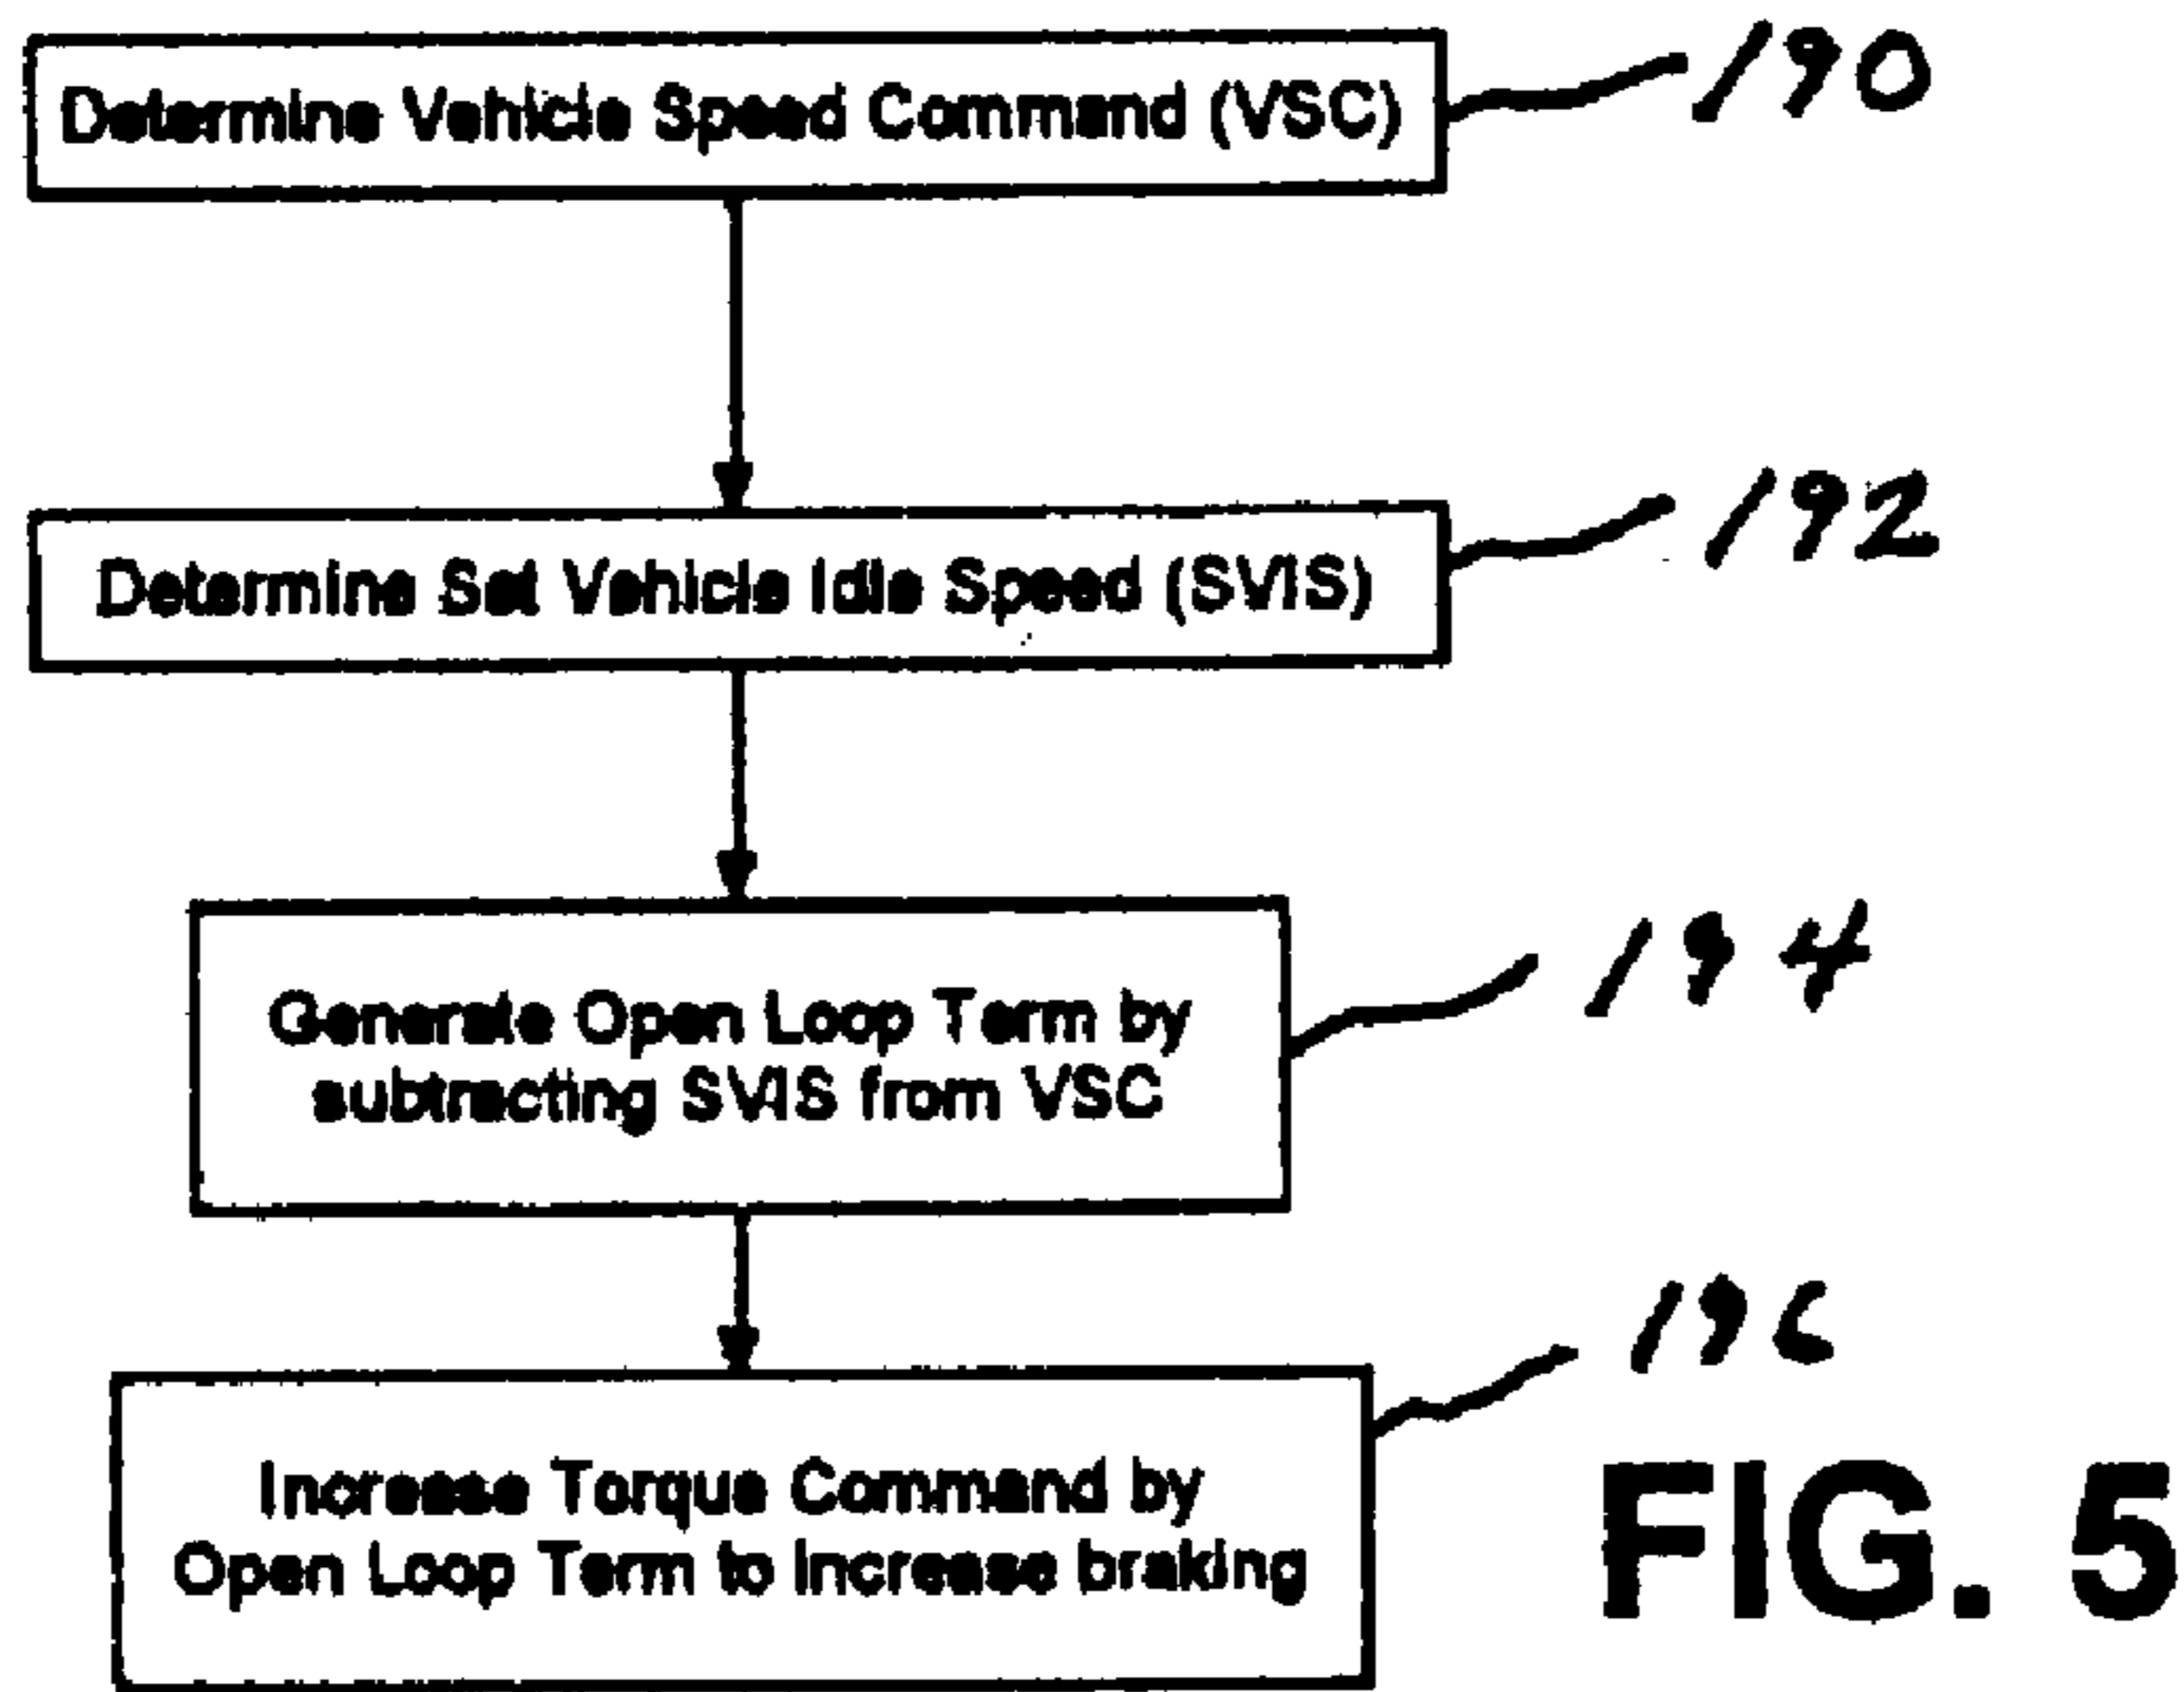 Determine Vehicle Speed Command (VSC)
190
Determine Set Vehicle Idle Speed (SVIS)
192
Generate Open Loop Term by
subtracting SVIS from VSC
194
Increase Torque Command by
Open Loop Term to Increase braking
196
FIG. 5